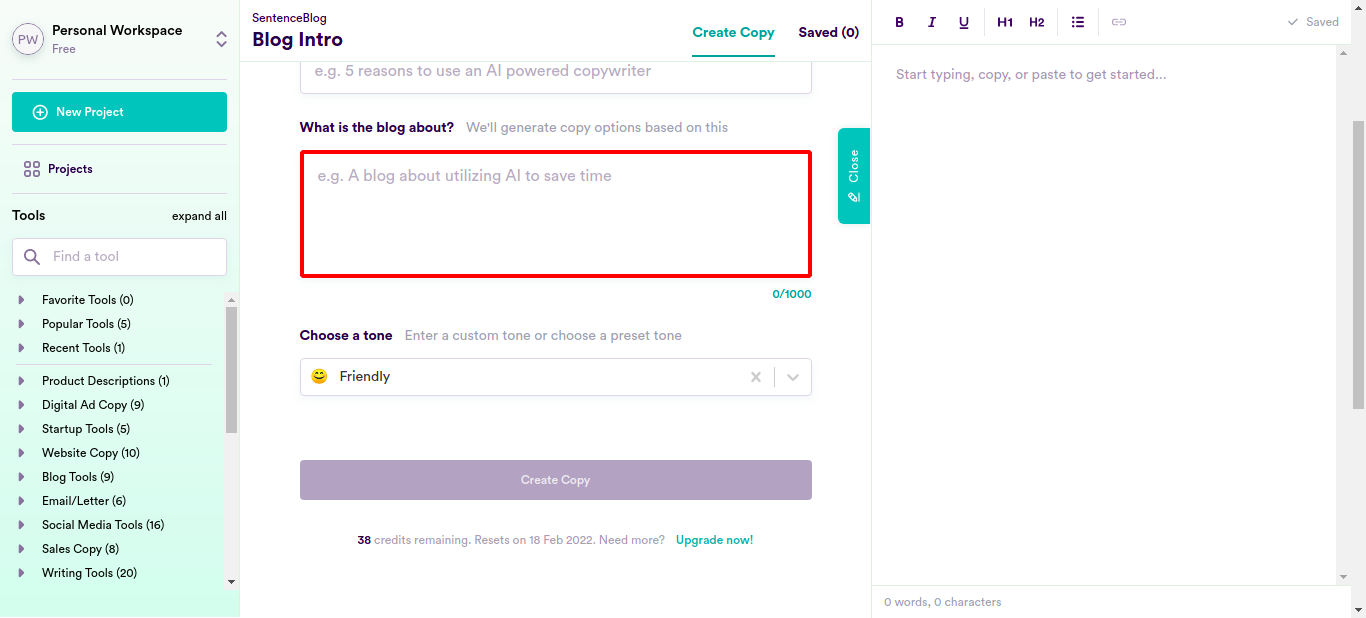 PW
Personal Workspace
Free
New Project
Projects
Tools
expand all
Find a tool
Favorite Tools (0)
Popular Tools (5)
Recent Tools (1)
Product Descriptions (1)
Digital Ad Copy (9)
Startup Tools (5)
Website Copy (10)
Blog Tools (9)
Email/Letter (6)
Social Media Tools (16)
Sales Copy (8)
Writing Tools (20)
SentenceBlog
Blog Intro
Create Copy
Saved (0)
e.g. 5 reasons to use an AI powered copywriter
What is the blog about? We'll generate copy options based on this
e.g. A blog about utilizing AI to save time
0/1000
Choose a tone Enter a custom tone or choose a preset tone
Friendly
Create Copy
38 credits remaining. Resets on 18 Feb 2022. Need more? Upgrade now!
Close
B I U H1 H2
Saved
Start typing, copy, or paste to get started...
0 words, 0 characters